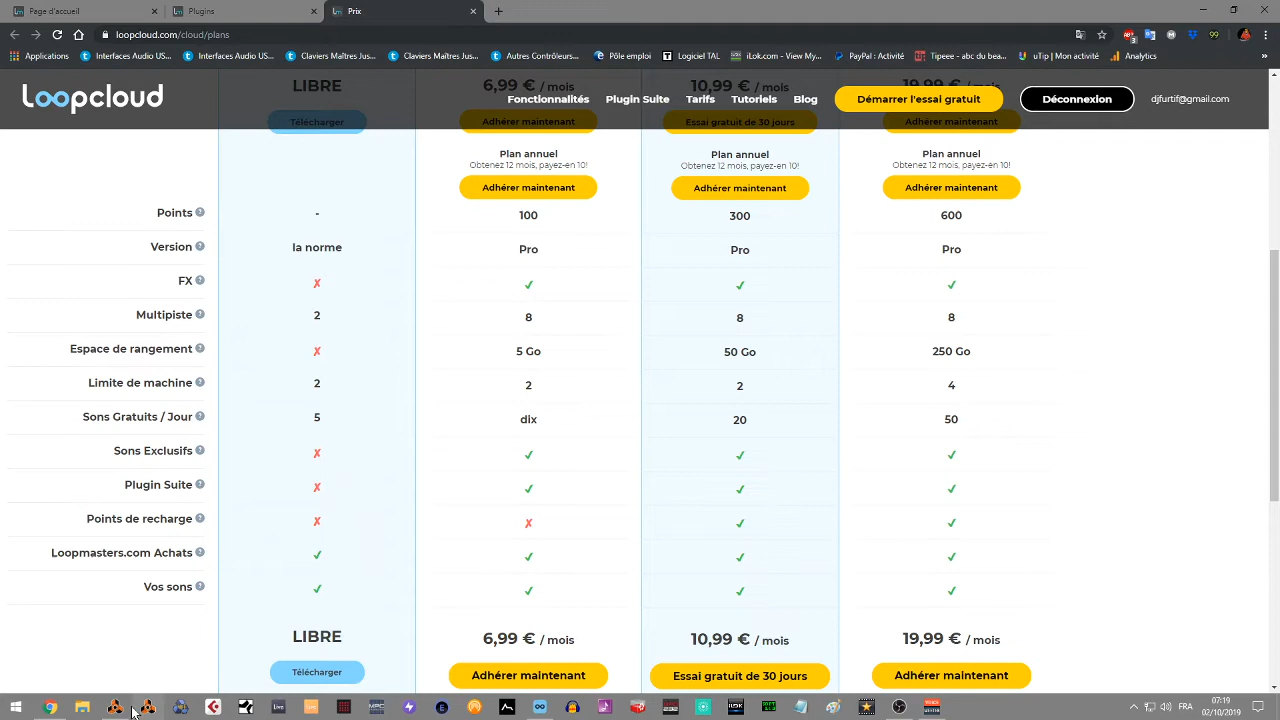 Page d'accueil
Plugins
Prix
loopcloud.com/cloud/plans
Applications
Interfaces Audio US...
Interfaces Audio US...
Claviers Maitres Jus...
Autres Contrôleurs...
Pôle emploi
Logical TAL
iLok.com - View My...
PayPal : Activité
Tipeee - abc du bea...
uTip | Mon activité
Analytics
»
loopcloud
Fonctionnalités
Plugin Suite
Tarifs
Tutoriels
Blog
Démarrer l'essai gratuit
Déconnexion
djfurtif@gmail.com
LIBRE
6,99 € / mois
10,99 € / mois
19,99 € / mois
Télécharger
Adhérer maintenant
Essai gratuit de 30 jours
Adhérer maintenant
Plan annuel
Plan annuel
Plan annuel
Obtenez 12 mois, payez-en 10!
Obtenez 12 mois, payez-en 10!
Obtenez 12 mois, payez-en 10!
Adhérer maintenant
Adhérer maintenant
Adhérer maintenant
Points - 100 300 600
Version la norme Pro Pro Pro
FX ✗ ✓ ✓ ✓
Multipiste 2 8 8 8
Espace de rangement ✗ 5 Go 50 Go 250 Go
Limite de machine 2 2 2 4
Sons Gratuits / Jour 5 dix 20 50
Sons Exclusifs ✗ ✓ ✓ ✓
Plugin Suite ✗ ✓ ✓ ✓
Points de recharge ✗ ✗ ✓ ✓
Loopmasters.com Achats ✓ ✓ ✓ ✓
Vos sons ✓ ✓ ✓ ✓
LIBRE
6,99 € / mois
10,99 € / mois
19,99 € / mois
Télécharger
Adhérer maintenant
Essai gratuit de 30 jours
Adhérer maintenant
Live
MPC
07:19
02/10/2019